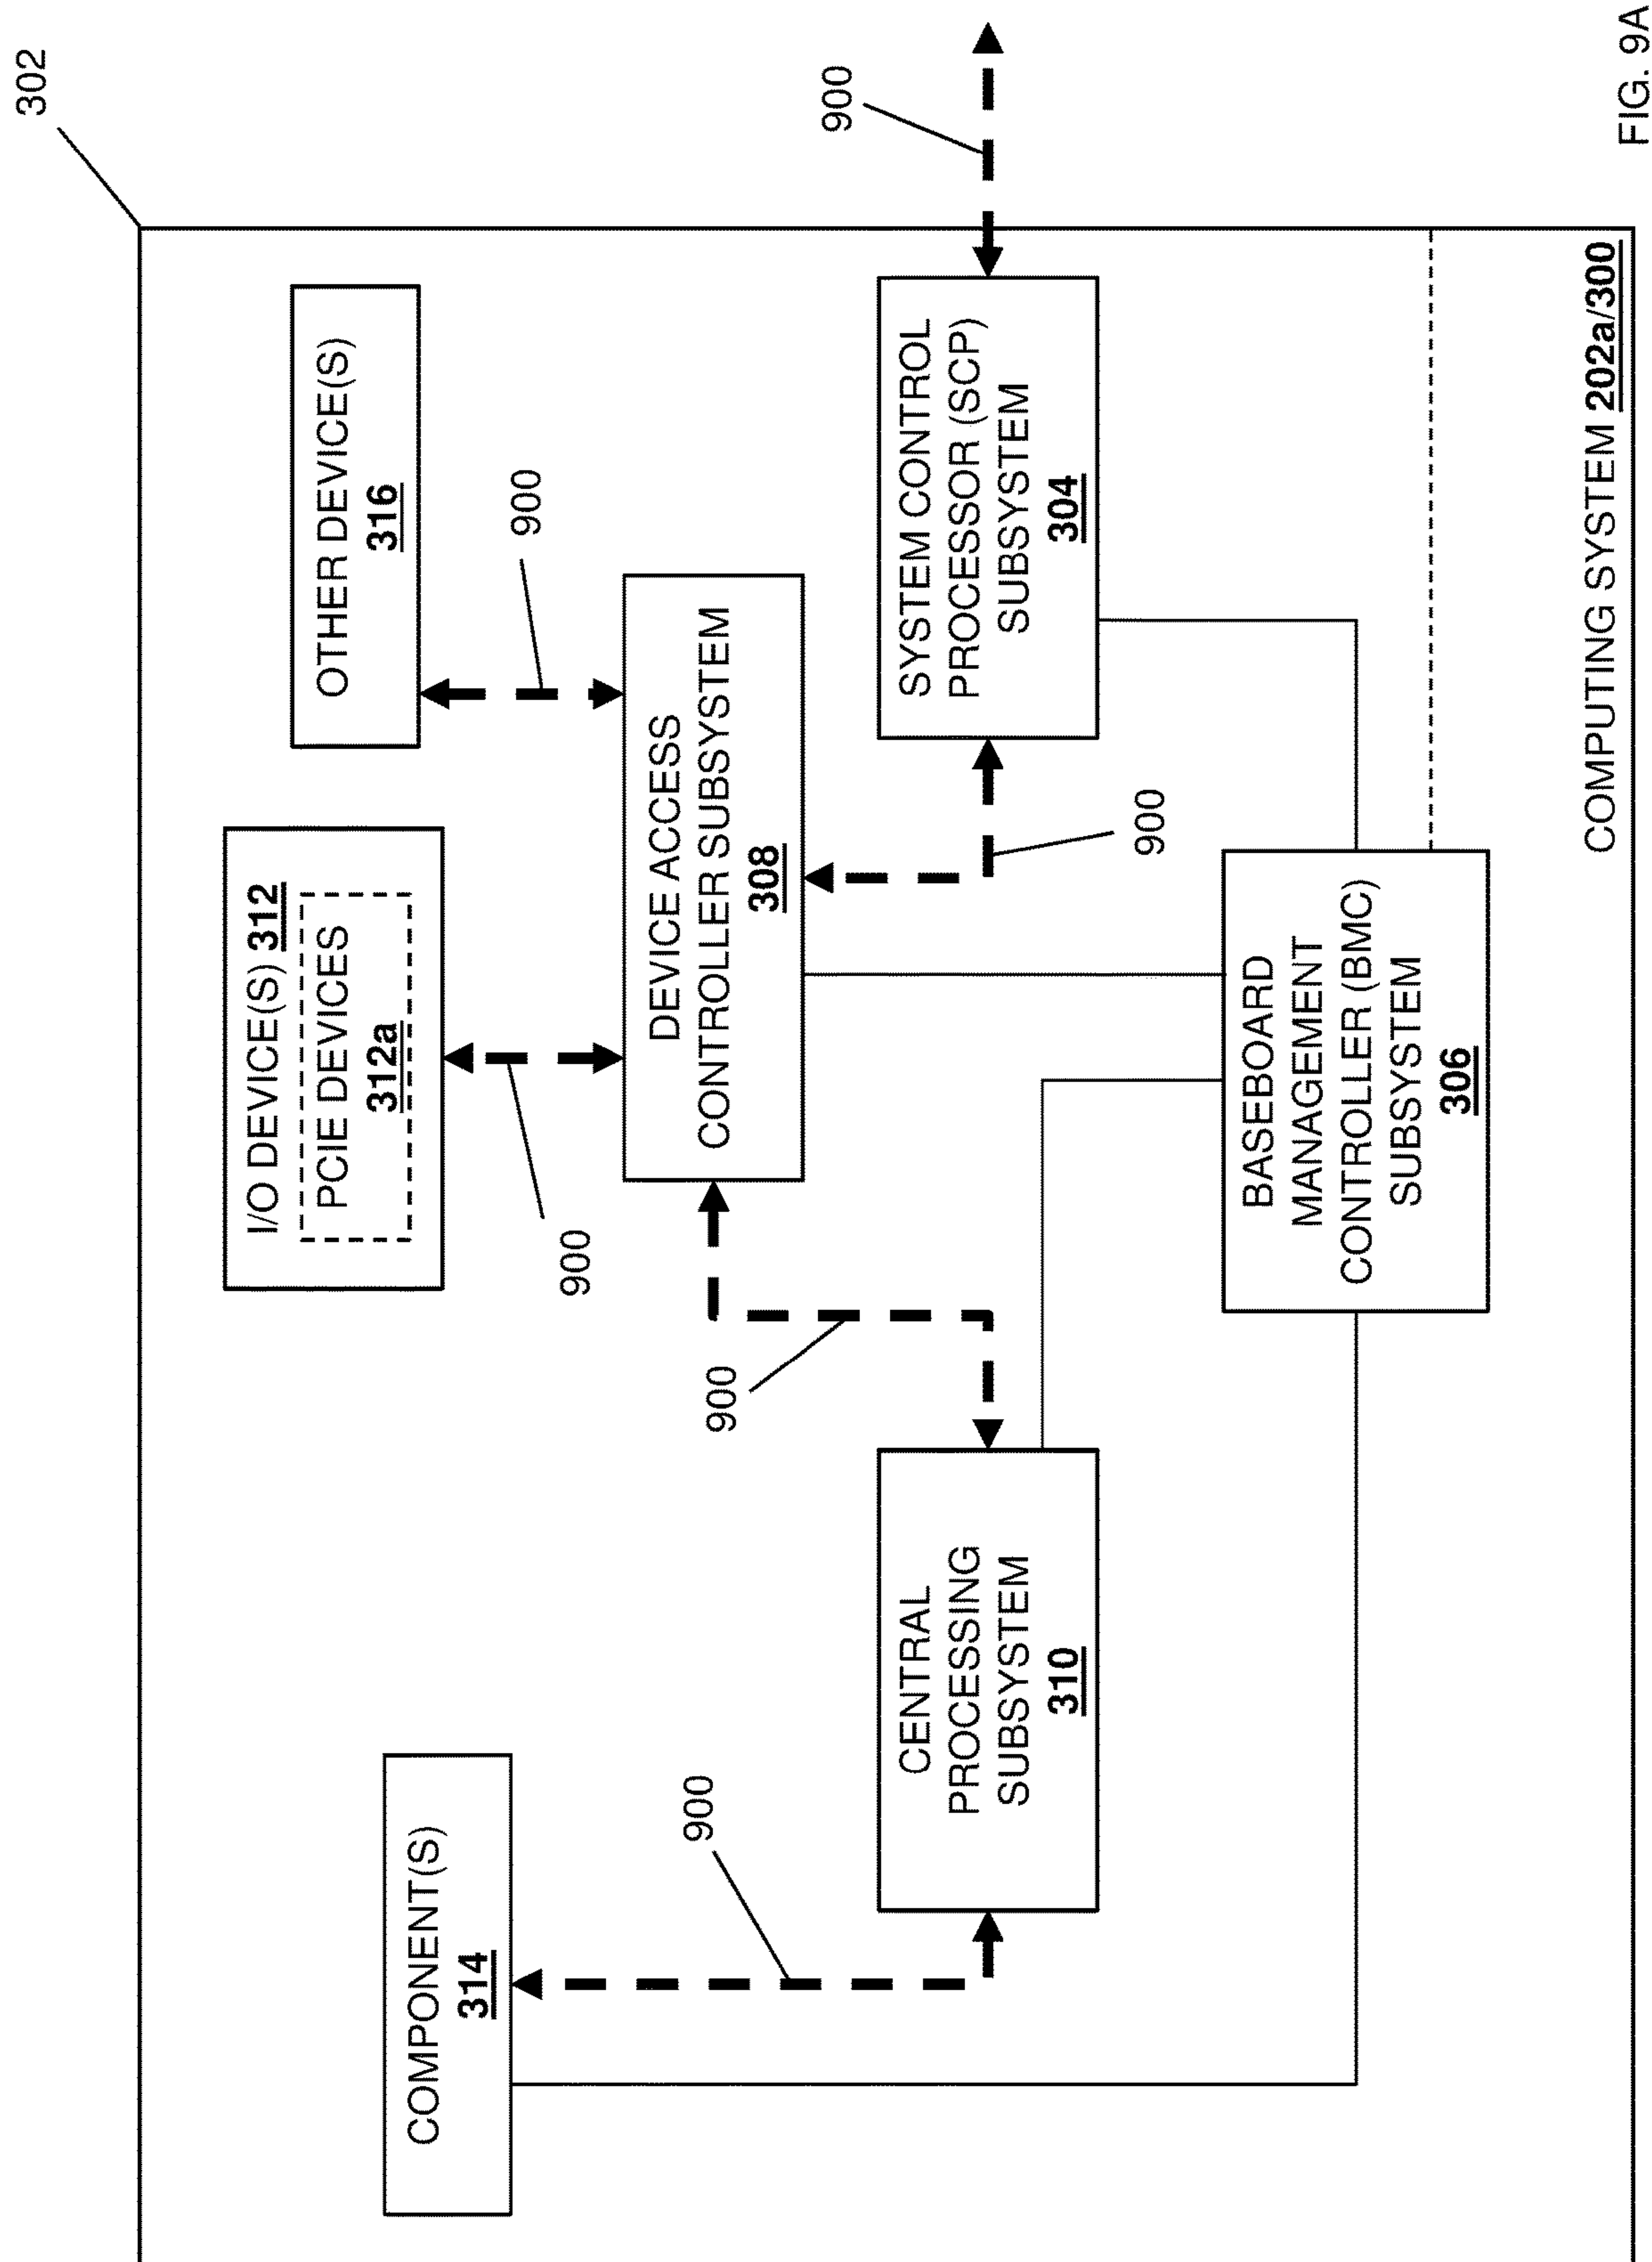 302
I/O DEVICE(S) 312
PCIE DEVICES
312a
OTHER DEVICE(S)
316
COMPONENT(S)
314
900
900
900
900
DEVICE ACCESS
CONTROLLER SUBSYSTEM
308
900
CENTRAL
PROCESSING
SUBSYSTEM
310
SYSTEM CONTROL
PROCESSOR (SCP)
SUBSYSTEM
304
900
BASEBOARD
MANAGEMENT
CONTROLLER (BMC)
SUBSYSTEM
306
COMPUTING SYSTEM 202a/300
FIG. 9A